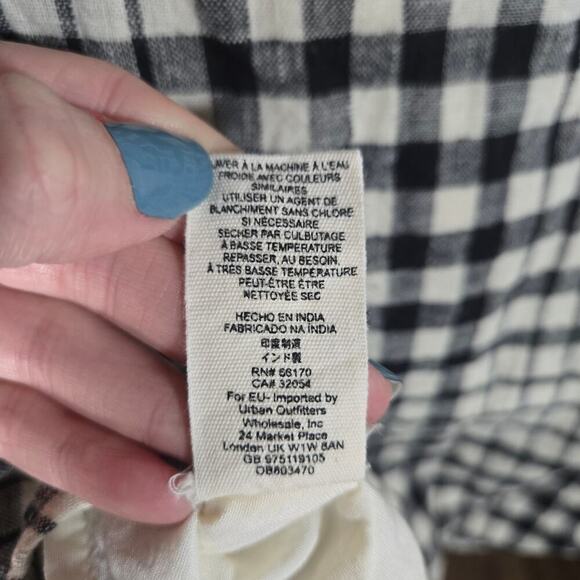 LAVER À LA MACHINE À L'EAU
FROIDE AVEC COULEURS
SIMILAIRES
UTILISER UN AGENT DE
BLANCHIMENT SANS CHLORE
SI NÉCESSAIRE
SECHER PAR CULBUTAGE
À BASSE TEMPÉRATURE
REPASSER, AU BESOIN,
À TRÈS BASSE TEMPÉRATURE
PEUT-ÊTRE ÊTRE
NETTOYÉE SEC
HECHO EN INDIA
FABRICADO NA ÍNDIA
印度制造
インド製
RN# 66170
CA# 32054
For EU- Imported by
Urban Outfitters
Wholesale, Inc
24 Market Place
London UK W1W 8AN
GB 975119105
OB803470